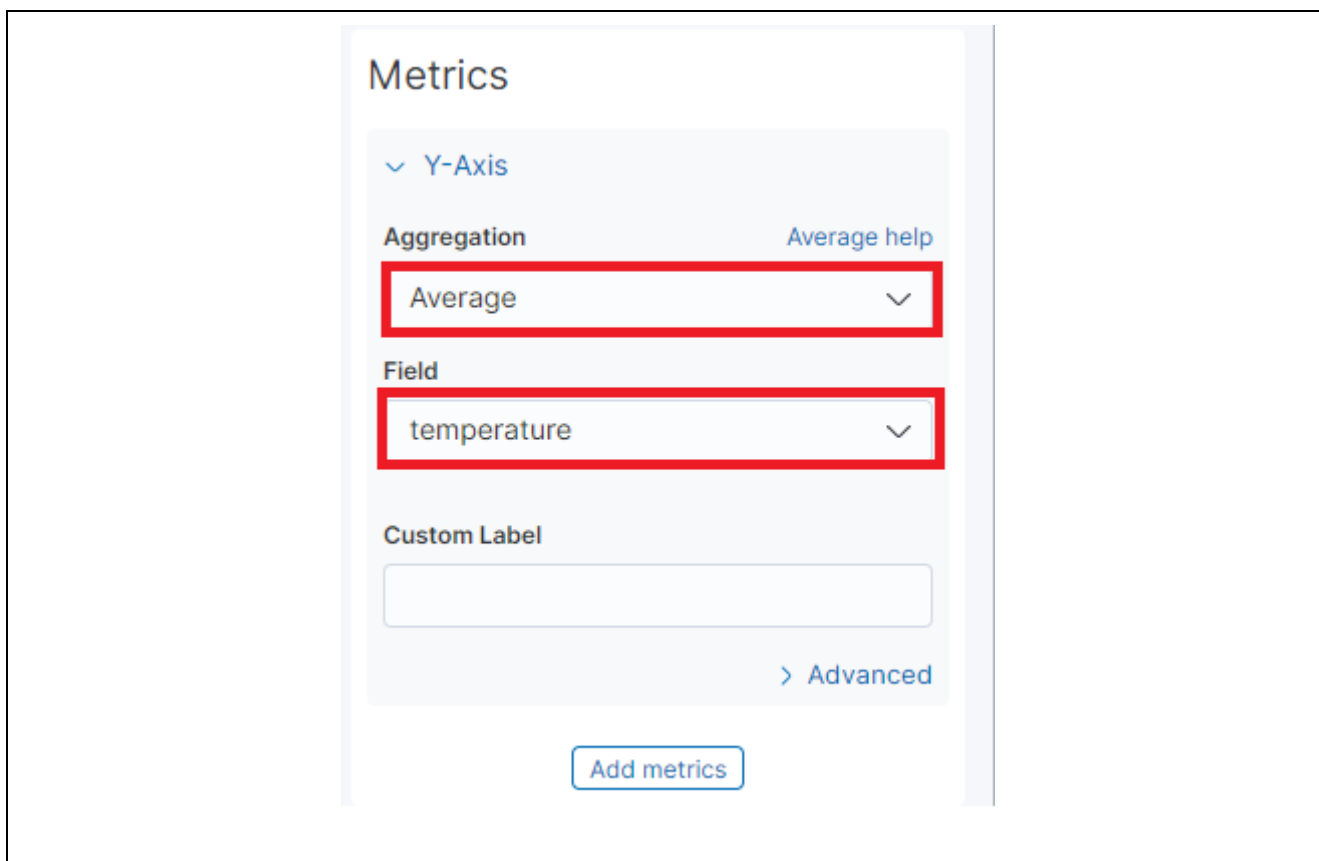 Metrics
Y-Axis
Aggregation Average help
Average
Field
temperature
Custom Label
Advanced
Add metrics